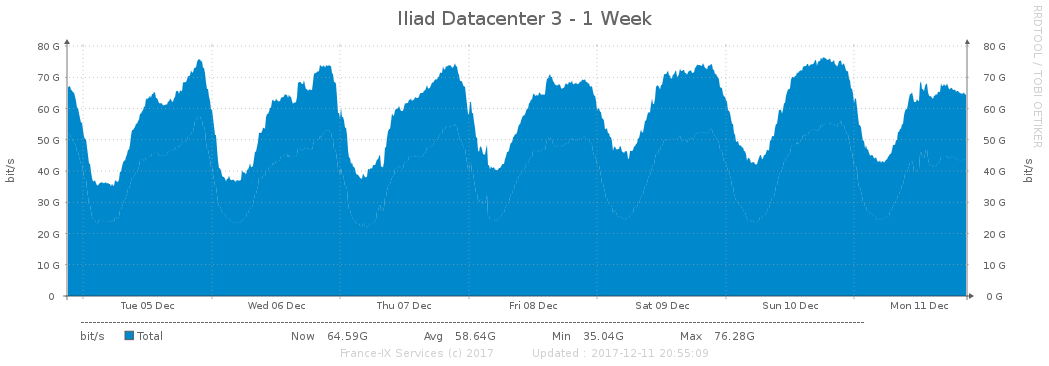 Iliad Datacenter 3 - 1 Week
RRDTOOL / TOBI OETIKER
80 G 80 G
70 G 70 G
60 G 60 G
50 G 50 G
40 G 40 G
30 G 30 G
20 G 20 G
10 G 10 G
0 0 G
bit/s bit/s
Tue 05 Dec Wed 06 Dec Thu 07 Dec Fri 08 Dec Sat 09 Dec Sun 10 Dec Mon 11 Dec
bit/s Total Now 64.59G Avg 58.64G Min 35.04G Max 76.28G
France-IX Services (c) 2017 Updated : 2017-12-11 20:55:09